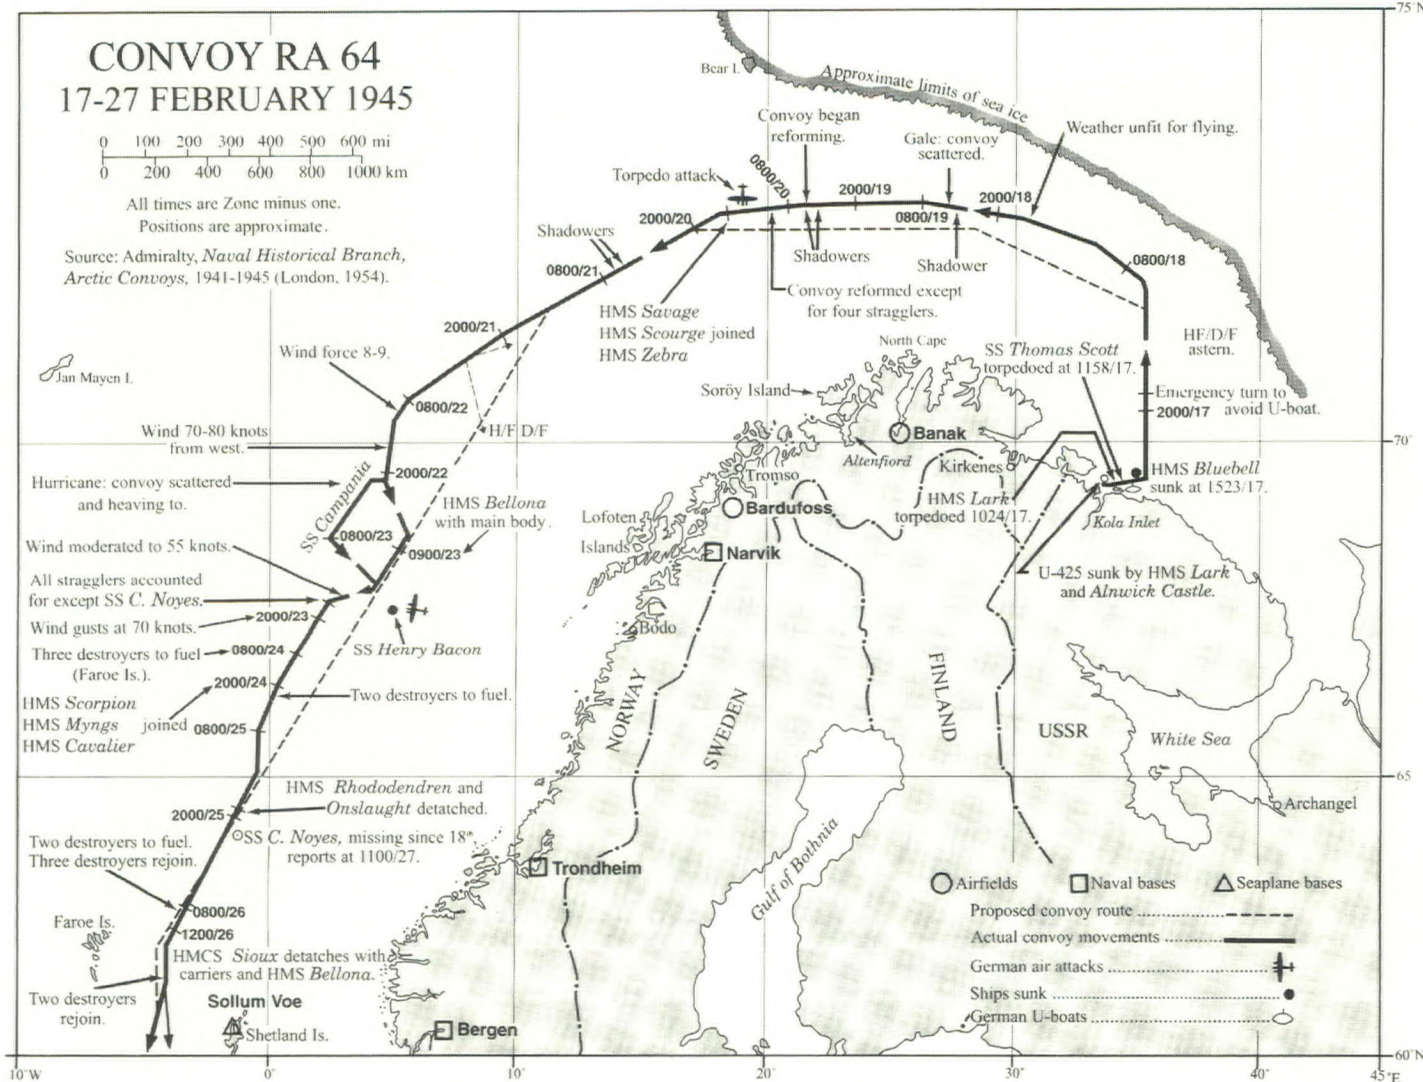 CONVOY RA 64
17-27 FEBRUARY 1945
0 100 200 300 400 500 600 mi
0 200 400 600 800 1000 km
All times are Zone minus one.
Positions are approximate.
Source: Admiralty, Naval Historical Branch,
Arctic Convoys, 1941-1945 (London, 1954).
75°N
Bear I.
Approximate limits of sea ice
Convoy began
reforming.
Gale: convoy
scattered.
Weather unfit for flying.
Torpedo attack
0800/20
2000/19
2000/18
0800/19
0800/18
2000/20
Shadowers
0800/21
Shadowers
Shadower
Convoy reformed except
for four stragglers.
HMS Savage
HMS Scourge joined
HMS Zebra
2000/21
Wind force 8-9.
Jan Mayen I.
0800/22
H/F D/F
North Cape
Soröy Island
SS Thomas Scott
torpedoed at 1158/17.
HF/D/F
astern.
Emergency turn to
avoid U-boat.
2000/17
Wind 70-80 knots
from west.
2000/22
Banak
Altenfiord
Kirkenes
70°
Tromso
HMS Bluebell
sunk at 1523/17.
HMS Lark
torpedoed 1024/17.
Kola Inlet
Hurricane: convoy scattered
and heaving to.
SS Campania
HMS Bellona
with main body.
Bardufoss
Lofoten
Islands
Narvik
0800/23
0900/23
Wind moderated to 55 knots.
All stragglers accounted
for except SS C. Noyes.
U-425 sunk by HMS Lark
and Alnwick Castle.
2000/23
Wind gusts at 70 knots.
SS Henry Bacon
Bodo
Three destroyers to fuel
(Faroe Is.).
0800/24
2000/24
Two destroyers to fuel.
HMS Scorpion
HMS Myngs joined
HMS Cavalier
0800/25
NORWAY
SWEDEN
FINLAND
USSR
White Sea
65°
HMS Rhododendren and
Onslaught detatched.
2000/25
Archangel
SS C. Noyes, missing since 18th
reports at 1100/27.
Two destroyers to fuel.
Three destroyers rejoin.
Trondheim
Gulf of Bothnia
0800/26
1200/26
Faroe Is.
HMCS Sioux detatches with
carriers and HMS Bellona.
Two destroyers
rejoin.
Sollum Voe
Shetland Is.
Bergen
Airfields Naval bases Seaplane bases
Proposed convoy route
Actual convoy movements
German air attacks
Ships sunk
German U-boats
60°N
10°W 0° 10° 20° 30° 40° 45°E